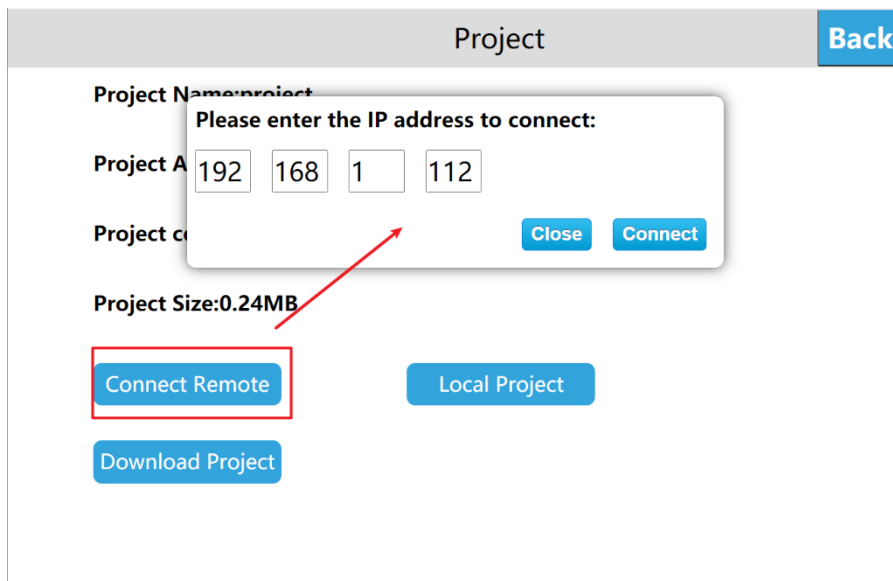 Project
Back
Project Name:project
Please enter the IP address to connect:
Project
192 168 1 112
Project
Close Connect
Project Size:0.24MB
Connect Remote
Local Project
Download Project